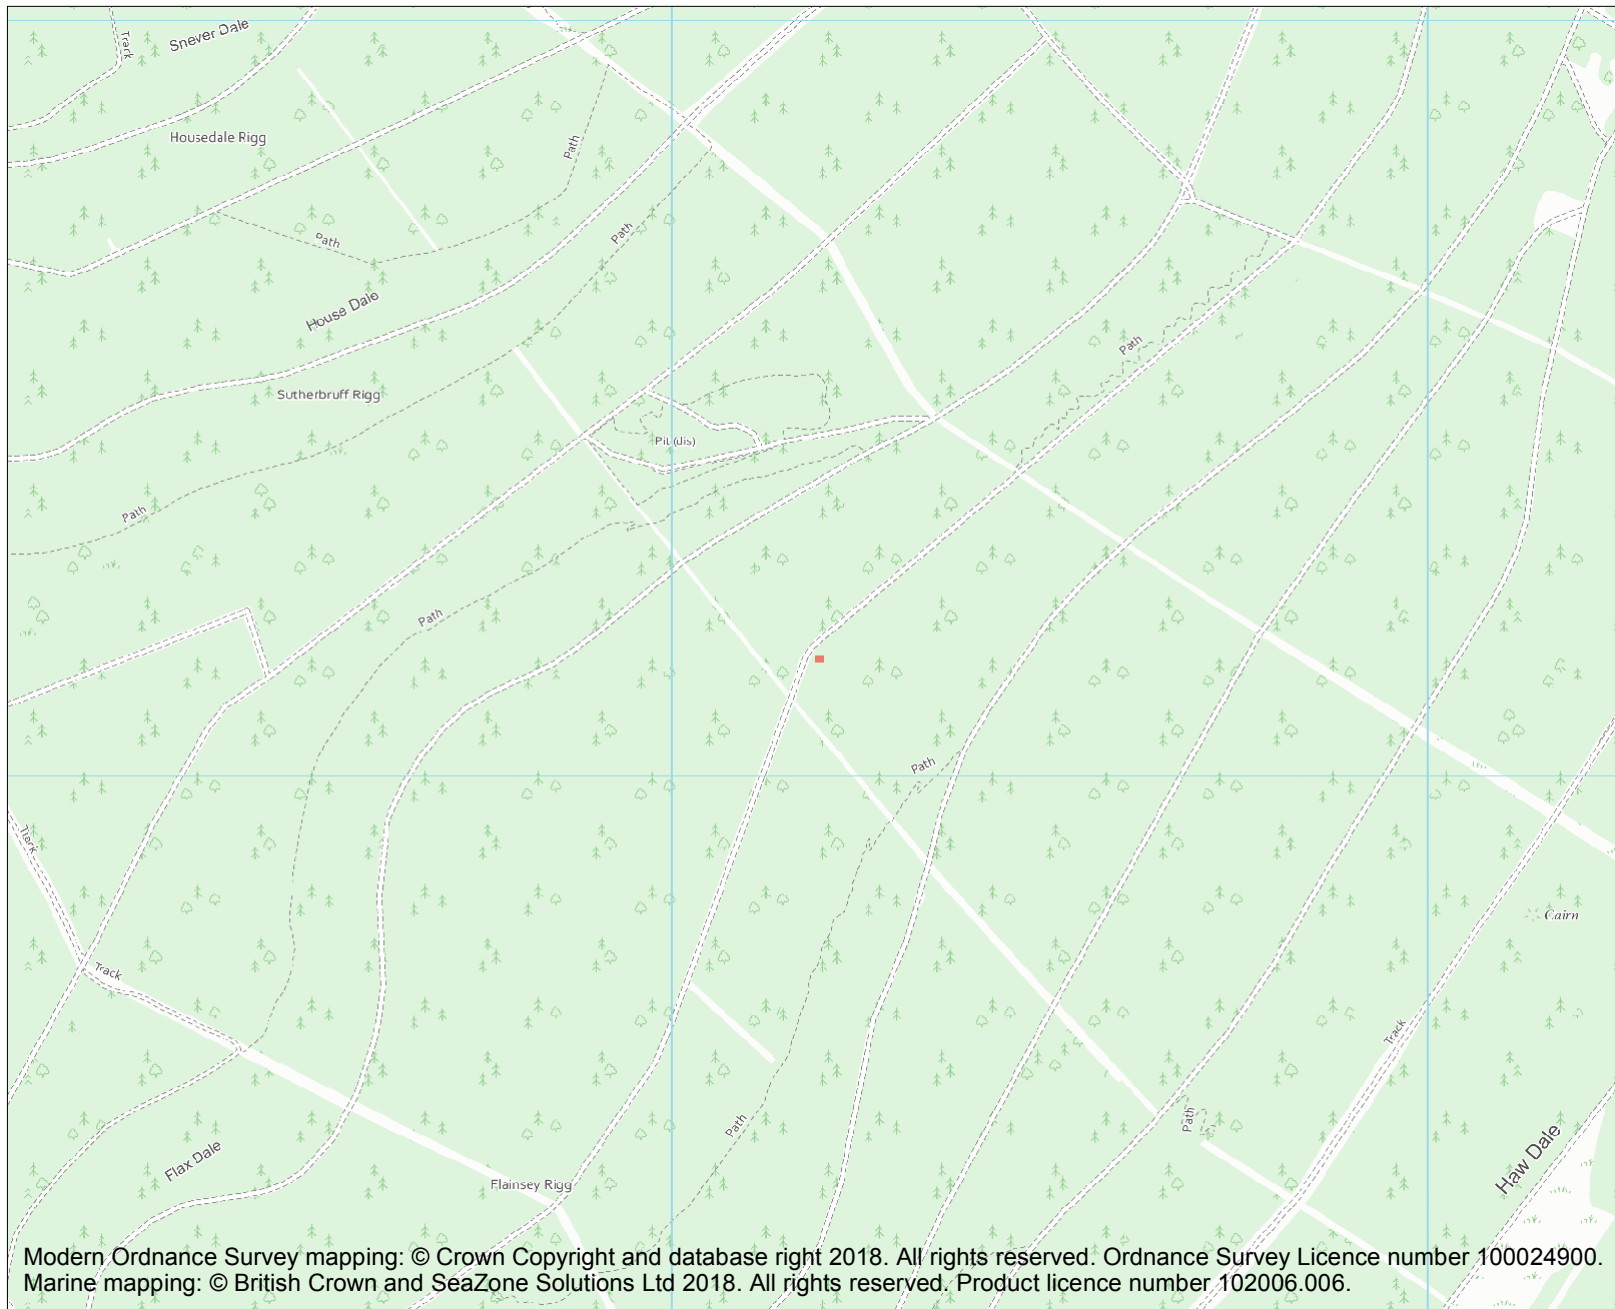 Track
Snever Dale
Housedale Rigg
Path
Path
Path
House Dale
Path
Sutherbruff Rigg
Pit (dis)
Path
Path
Path
Track
Cairn
Track
Track
Path
Path
Flax Dale
Haw Dale
Flainsey Rigg
Modern Ordnance Survey mapping: © Crown Copyright and database right 2018. All rights reserved. Ordnance Survey Licence number 100024900.
Marine mapping: © British Crown and SeaZone Solutions Ltd 2018. All rights reserved. Product licence number 102006.006.